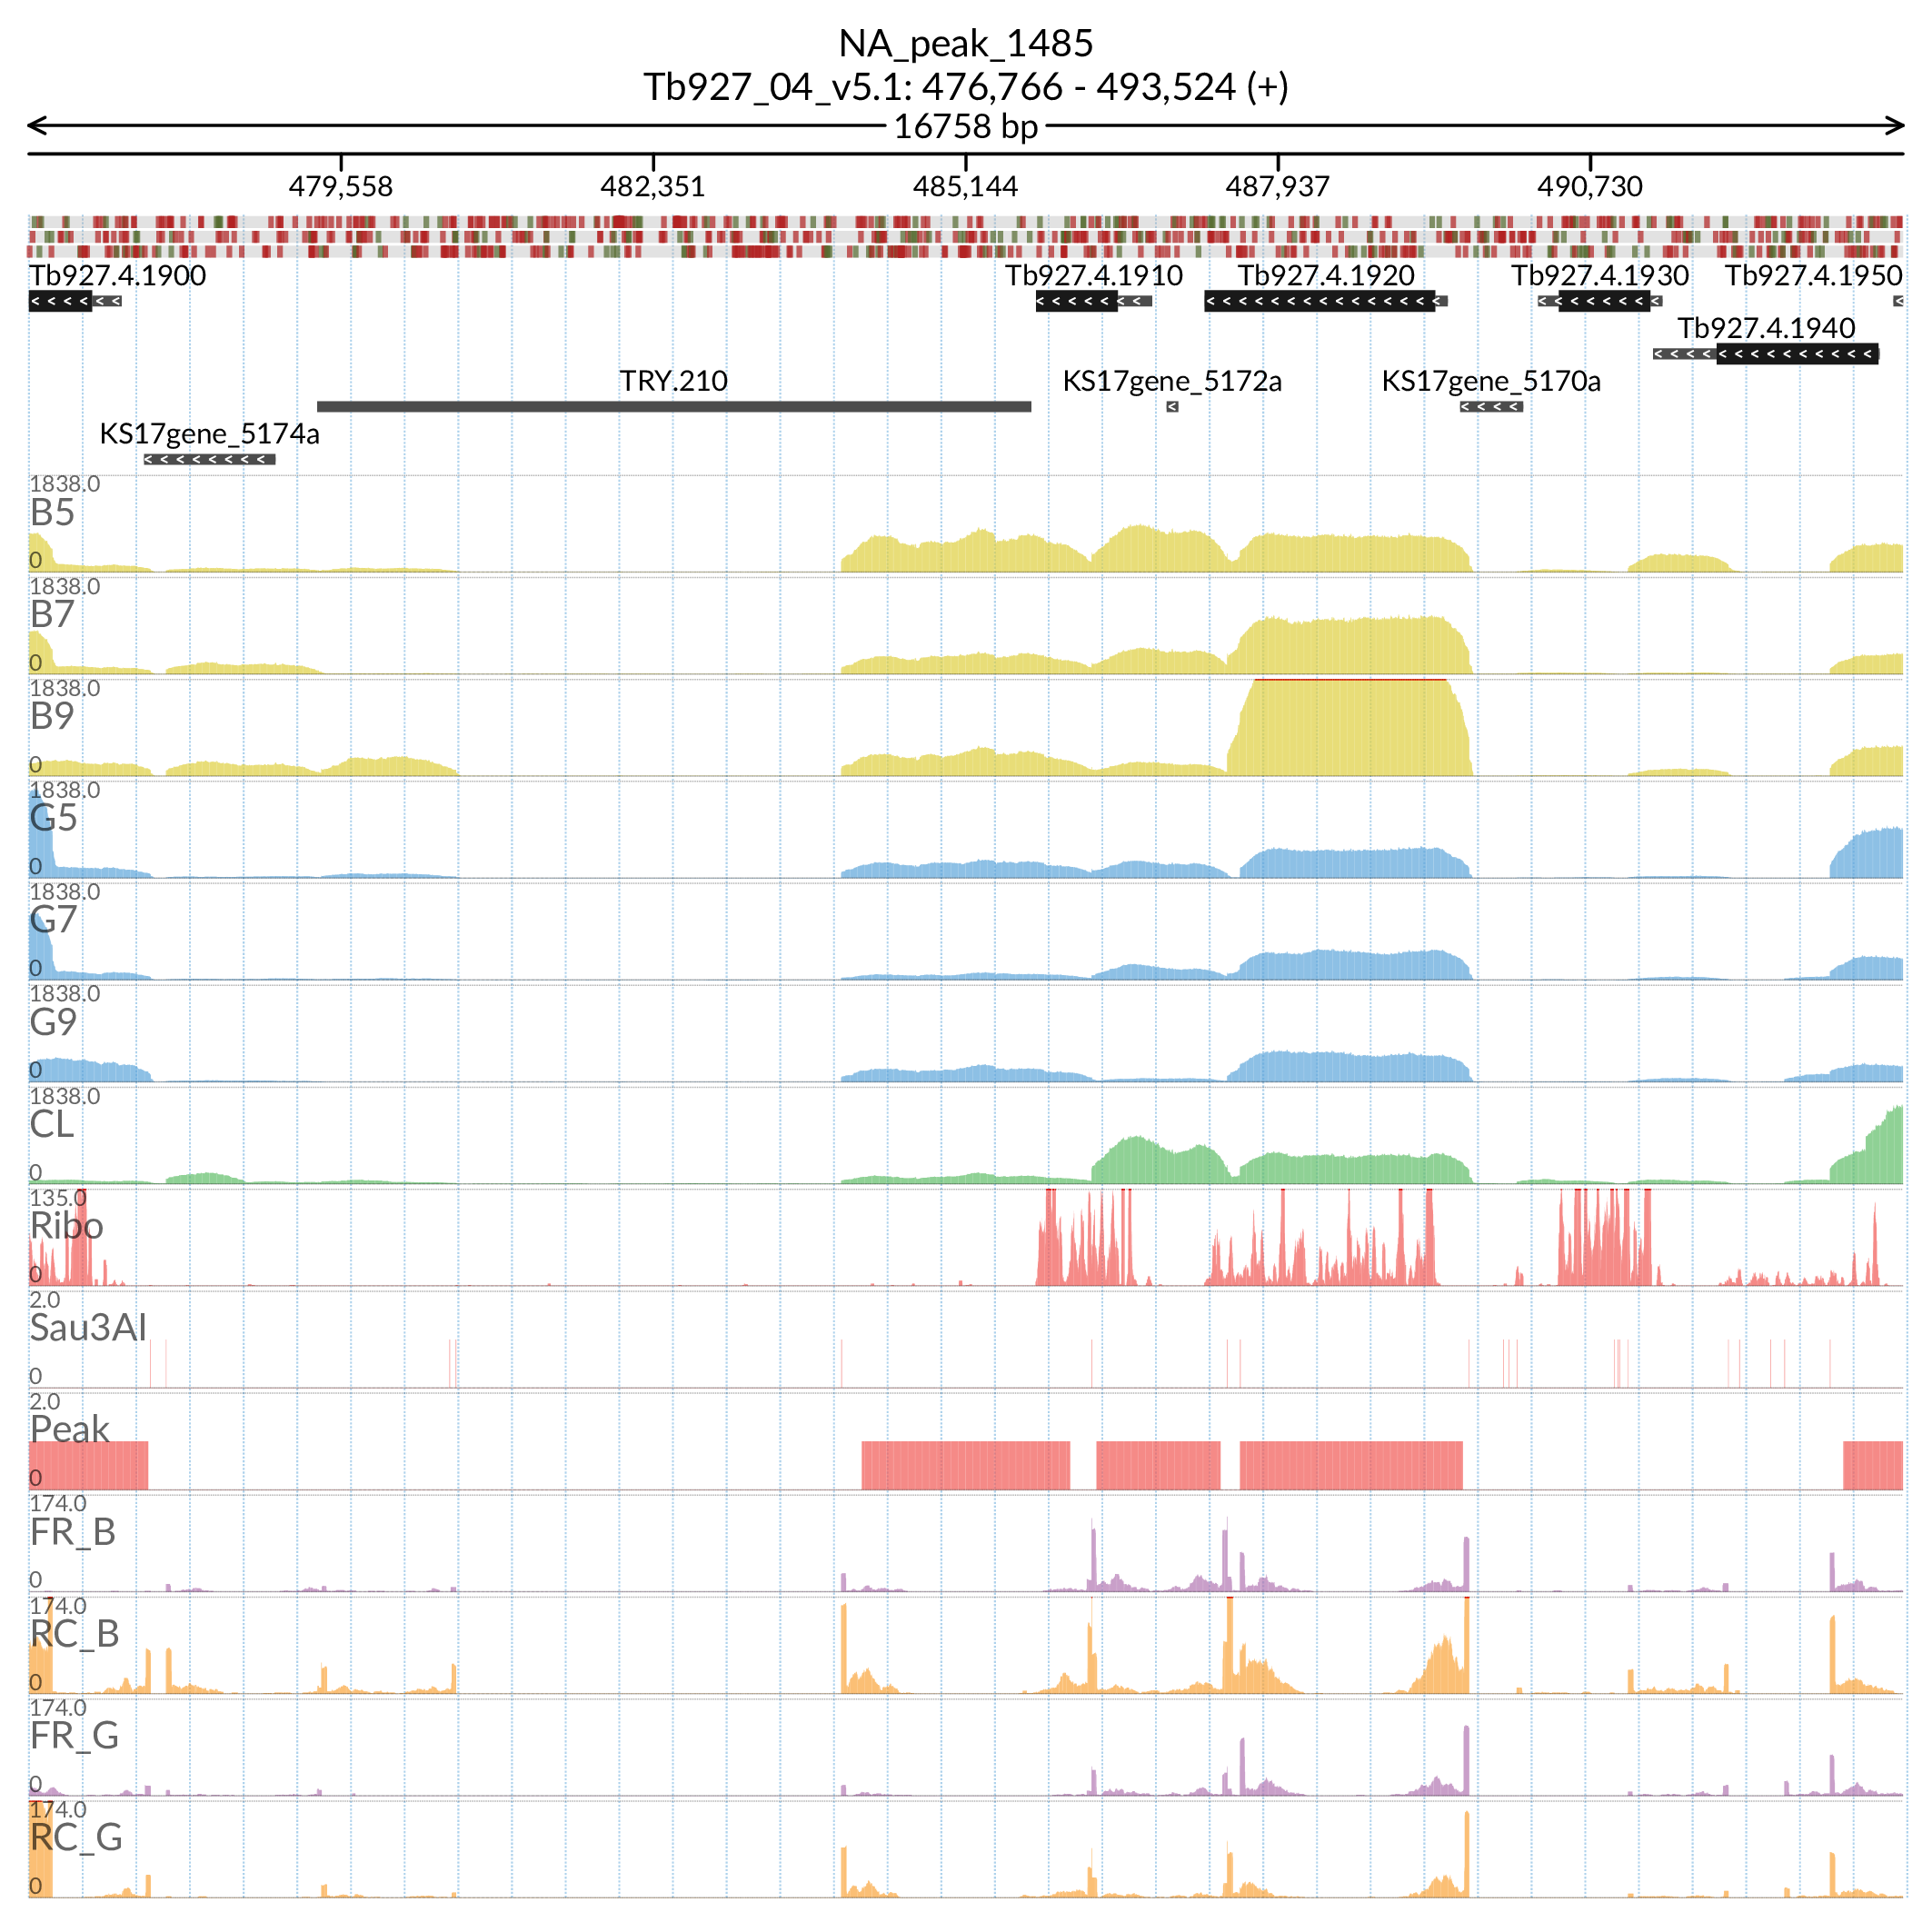 NA_peak_1485
Tb927_04_v5.1: 476,766 - 493,524 (+)
16758 bp
479,558 482,351 485,144 487,937 490,730
Tb927.4.1900 Tb927.4.1910 Tb927.4.1920 Tb927.4.1930 Tb927.4.1950
Tb927.4.1940
TRY.210 KS17gene_5172a KS17gene_5170a
KS17gene_5174a
1838.0
B5
0
1838.0
B7
0
1838.0
B9
0
1838.0
G5
0
1838.0
G7
0
1838.0
G9
0
1838.0
CL
0
135.0
Ribo
0
2.0
Sau3AI
0
2.0
Peak
0
174.0
FR_B
0
174.0
RC_B
0
174.0
FR_G
0
174.0
RC_G
0